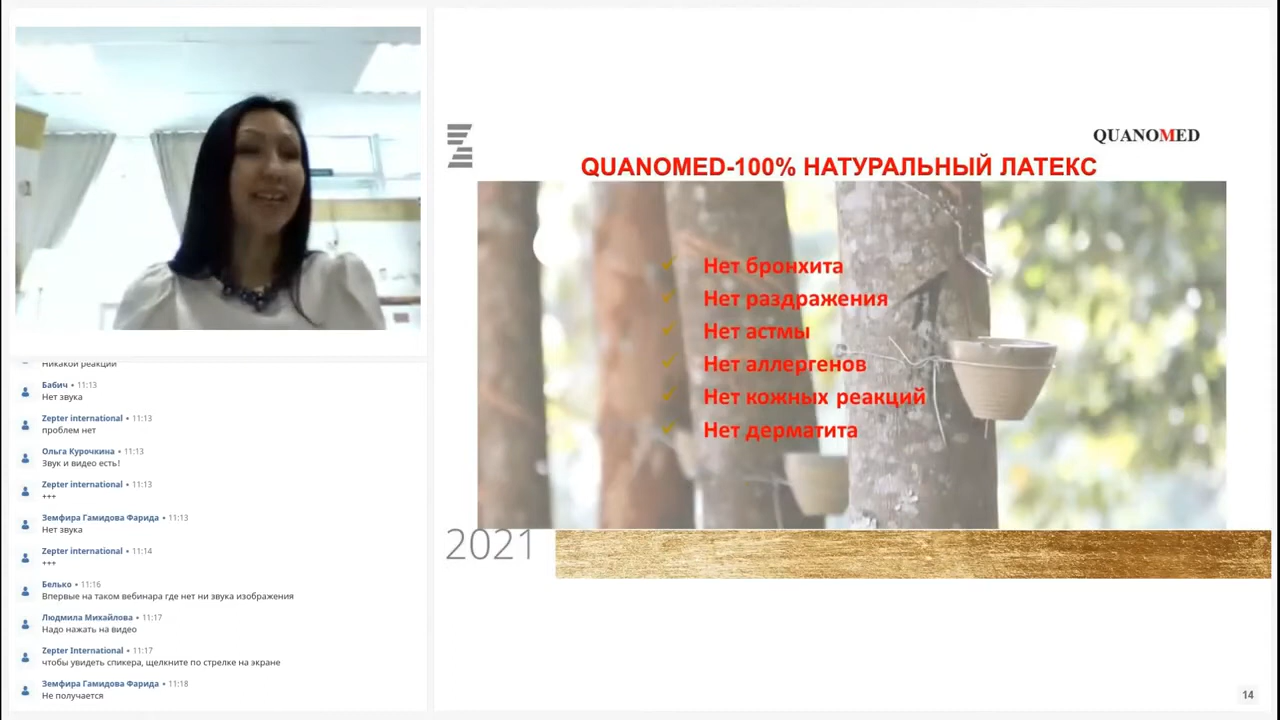 Никакой реакции
Бабич • 11:13
Нет звука
Zepter international • 11:13
проблем нет
Ольга Курочкина • 11:13
Звук и видео есть!
Zepter international • 11:13
+++
Земфира Гамидова Фарида • 11:13
Нет звука
Zepter international • 11:14
+++
Белько • 11:16
Впервые на таком вебинара где нет ни звука изображения
Людмила Михайлова • 11:17
Надо нажать на видео
Zepter International • 11:17
чтобы увидеть спикера, щелкните по стрелке на экране
Земфира Гамидова Фарида • 11:18
Не получается
QUANOMED
QUANOMED-100% НАТУРАЛЬНЫЙ ЛАТЕКС
✓ Нет бронхита
✓ Нет раздражения
✓ Нет астмы
✓ Нет аллергенов
✓ Нет кожных реакций
✓ Нет дерматита
2021
14